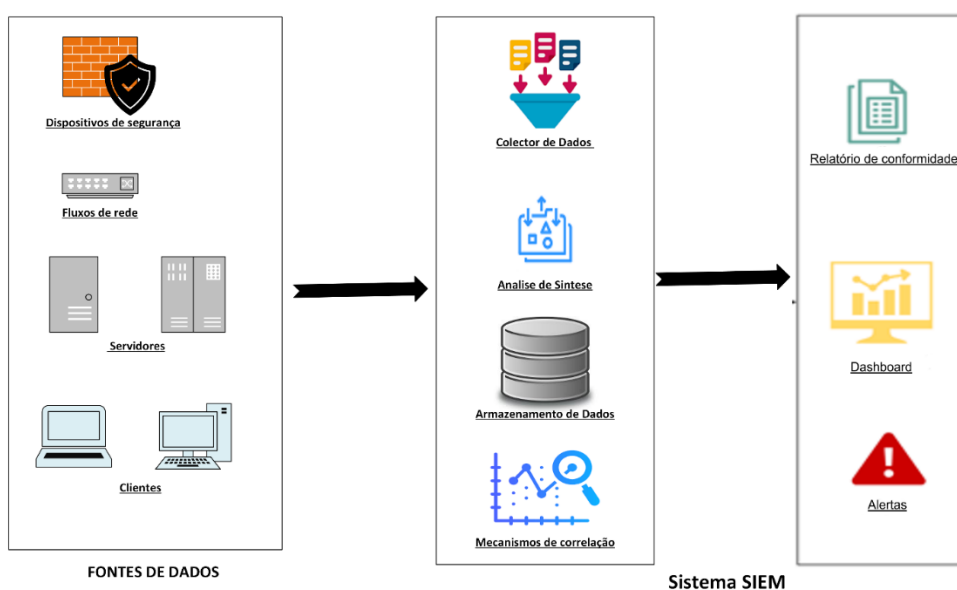 Dispositivos de segurança
Fluxos de rede
Servidores
Clientes
FONTES DE DADOS
Colector de Dados
Analise de Sintese
Armazenamento de Dados
Mecanismos de correlação
Relatório de conformidade
Dashboard
Alertas
Sistema SIEM